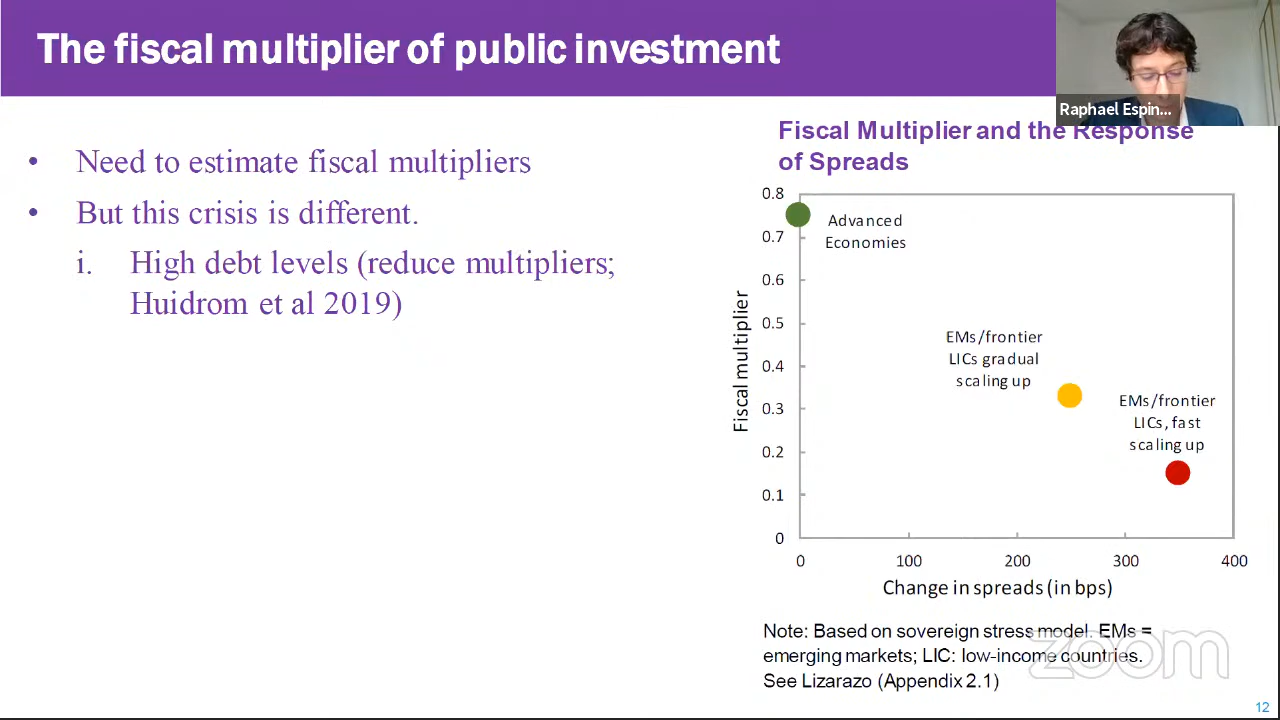 The fiscal multiplier of public investment
Raphael Espin...
• Need to estimate fiscal multipliers
• But this crisis is different.
i. High debt levels (reduce multipliers;
Huidrom et al 2019)
Fiscal Multiplier and the Response
of Spreads
Fiscal multiplier
0.8
0.7
0.6
0.5
0.4
0.3
0.2
0.1
0
Advanced
Economies
EMs/frontier
LICs gradual
scaling up
EMs/frontier
LICs, fast
scaling up
0 100 200 300 400
Change in spreads (in bps)
Note: Based on sovereign stress model. EMs =
emerging markets; LIC: low-income countries.
See Lizarazo (Appendix 2.1)
zoom
12